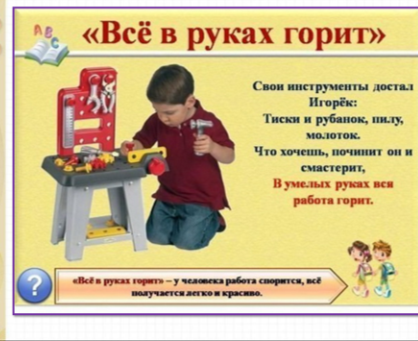 АВС
«Всё в руках горит»
Свои инструменты достал
Игорёк:
Тиски и рубанок, пилу,
молоток.
Что хочешь, починит он и
смастерит,
В умелых руках вся
работа горит.
?
«Всё в руках горит» – у человека работа спорится, всё
получается легко и красиво.